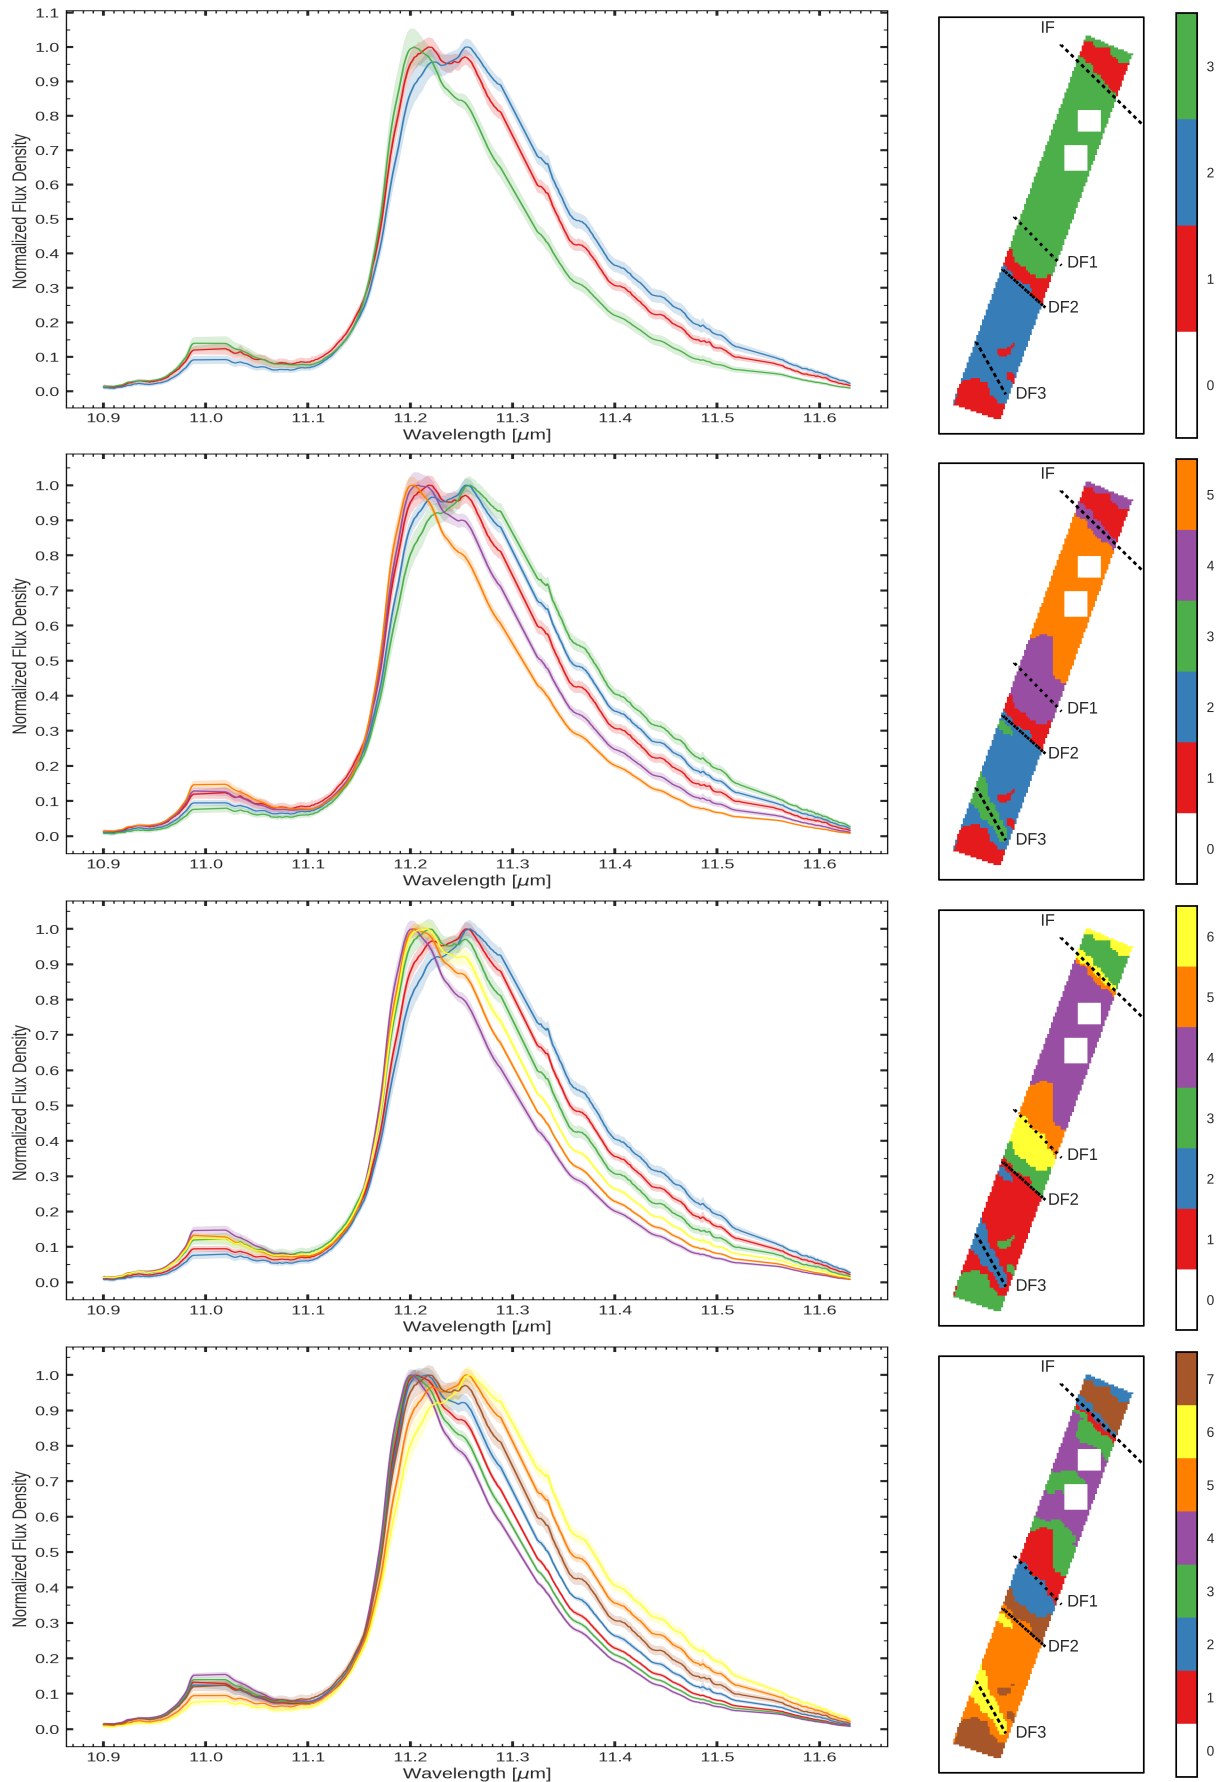 1.1
1.0
0.9
0.8
0.7
0.6
0.5
0.4
0.3
0.2
0.1
0.0
Normalized Flux Density
10.9 11.0 11.1 11.2 11.3 11.4 11.5 11.6
Wavelength [μm]
IF
DF1
DF2
DF3
3
2
1
0
1.0
0.9
0.8
0.7
0.6
0.5
0.4
0.3
0.2
0.1
0.0
Normalized Flux Density
10.9 11.0 11.1 11.2 11.3 11.4 11.5 11.6
Wavelength [μm]
IF
DF1
DF2
DF3
5
4
3
2
1
0
1.0
0.9
0.8
0.7
0.6
0.5
0.4
0.3
0.2
0.1
0.0
Normalized Flux Density
10.9 11.0 11.1 11.2 11.3 11.4 11.5 11.6
Wavelength [μm]
IF
DF1
DF2
DF3
6
5
4
3
2
1
0
1.0
0.9
0.8
0.7
0.6
0.5
0.4
0.3
0.2
0.1
0.0
Normalized Flux Density
10.9 11.0 11.1 11.2 11.3 11.4 11.5 11.6
Wavelength [μm]
IF
DF1
DF2
DF3
7
6
5
4
3
2
1
0